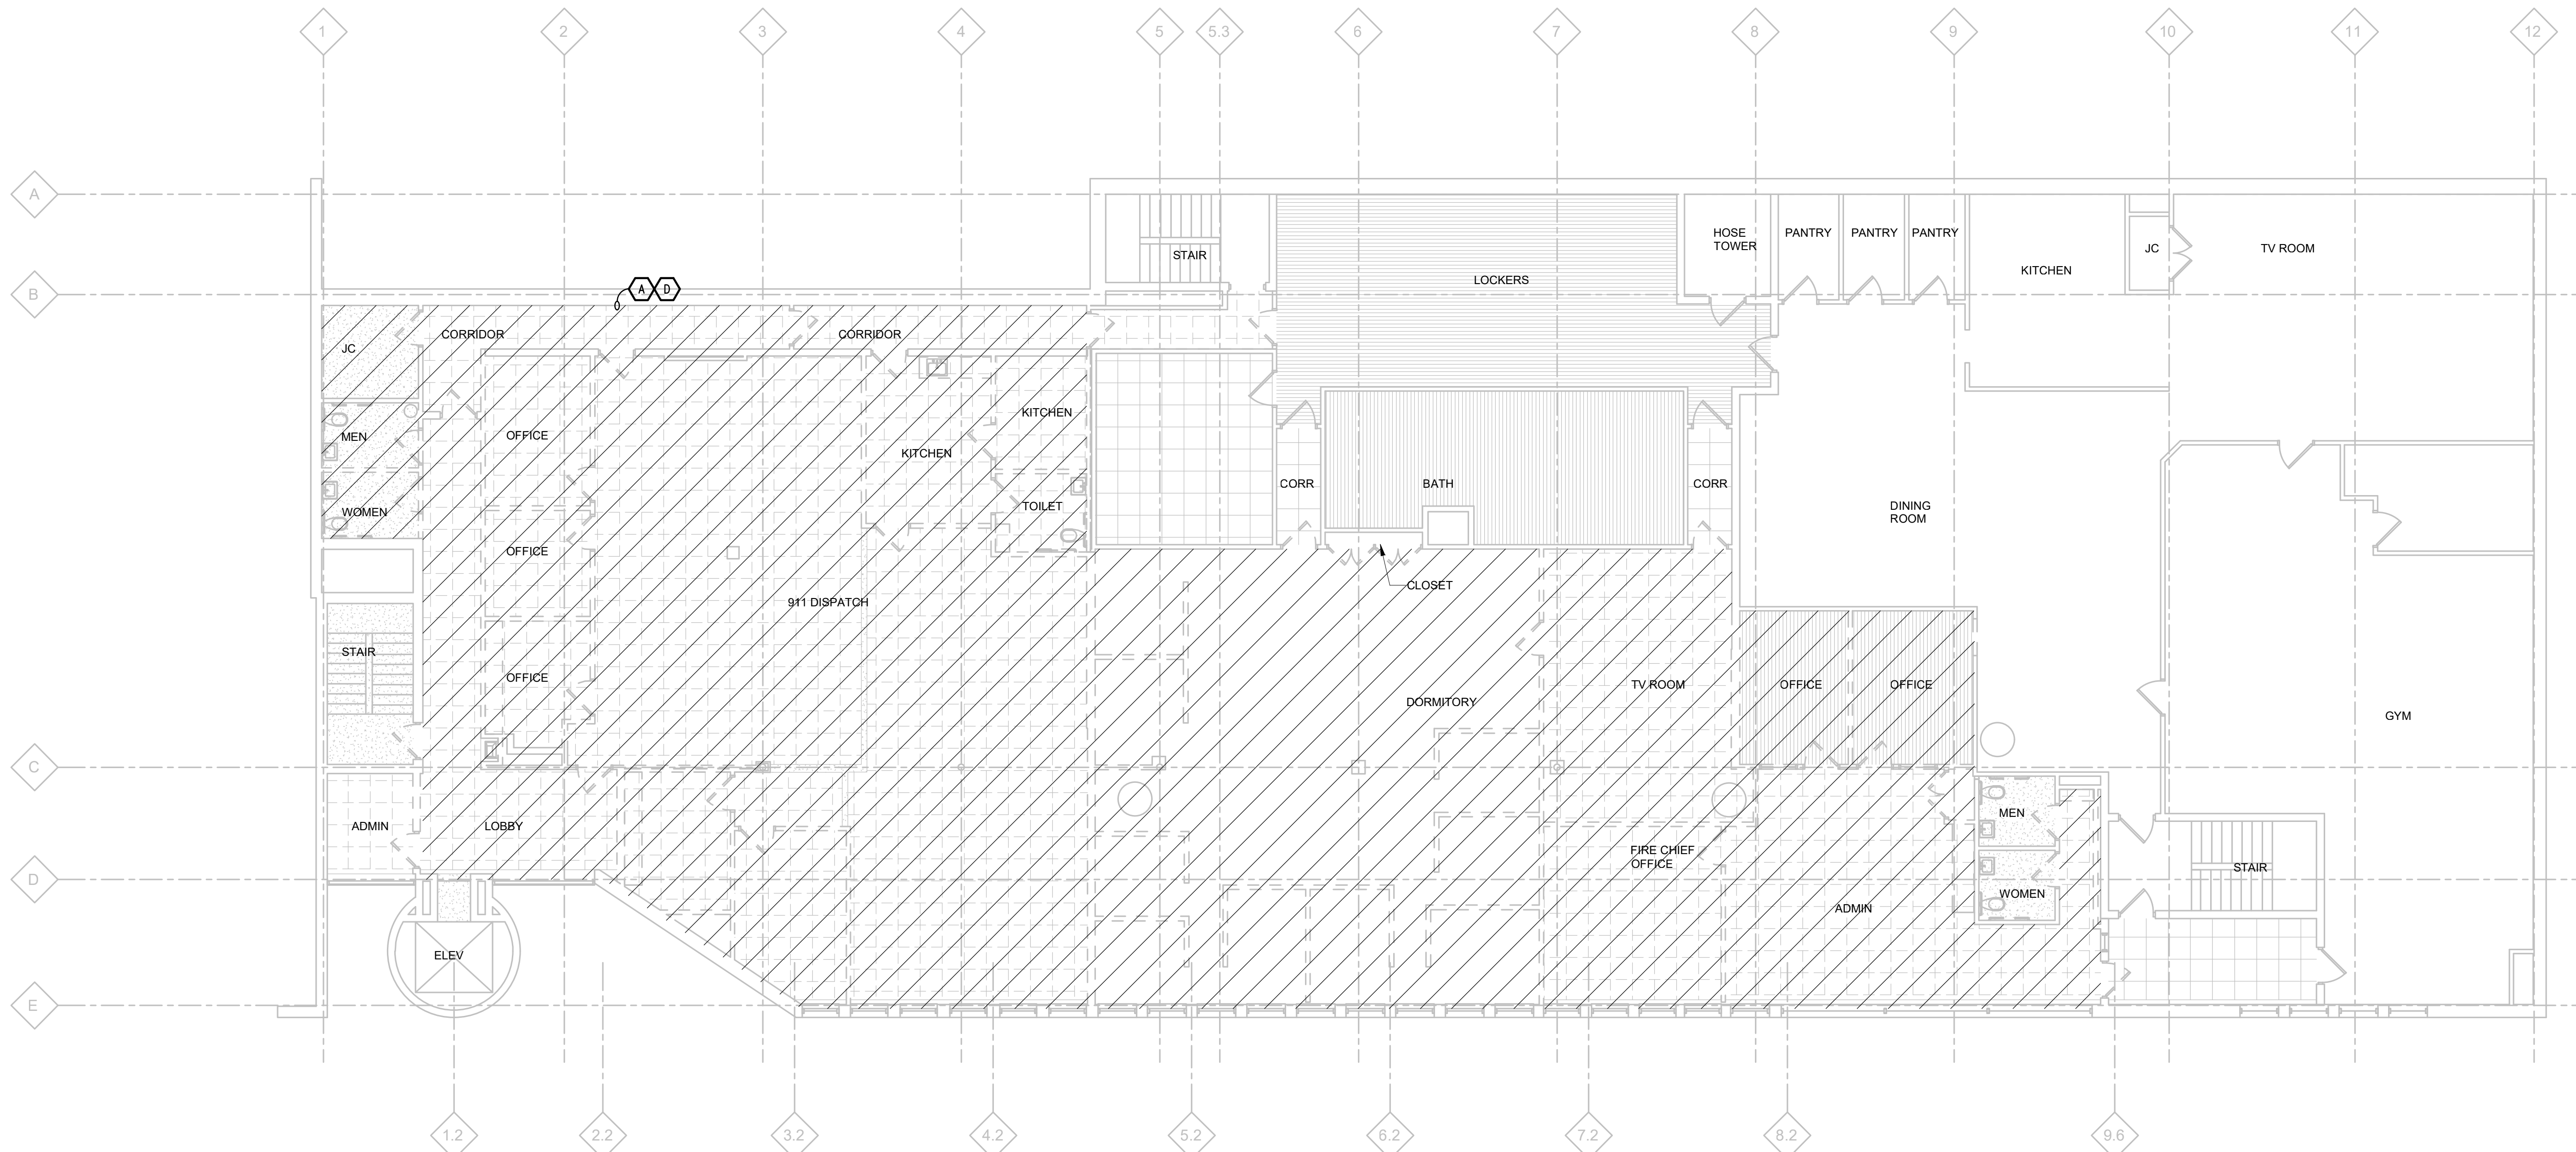 1 2 3 4 5 5.3 6 7 8 9 10 11 12
A
HOSE
TOWER
PANTRY PANTRY PANTRY
STAIR
JC
TV ROOM
KITCHEN
LOCKERS
A D
B
CORRIDOR
CORRIDOR
JC
KITCHEN
MEN
OFFICE
KITCHEN
CORR
BATH
CORR
TOILET
WOMEN
DINING
ROOM
OFFICE
CLOSET
911 DISPATCH
STAIR
OFFICE
TV ROOM
OFFICE
OFFICE
DORMITORY
GYM
C
MEN
ADMIN
LOBBY
FIRE CHIEF
OFFICE
STAIR
D
WOMEN
ADMIN
ELEV
E
1.2 2.2 3.2 4.2 5.2 6.2 7.2 8.2 9.6